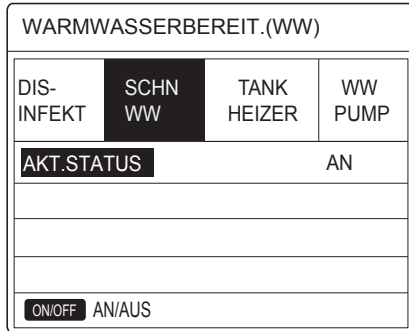 WARMWASSERBEREIT.(WW)
DIS-
INFEKT
SCHN
WW
TANK
HEIZER
WW
PUMP
AKT.STATUS AN
ON/OFF AN/AUS